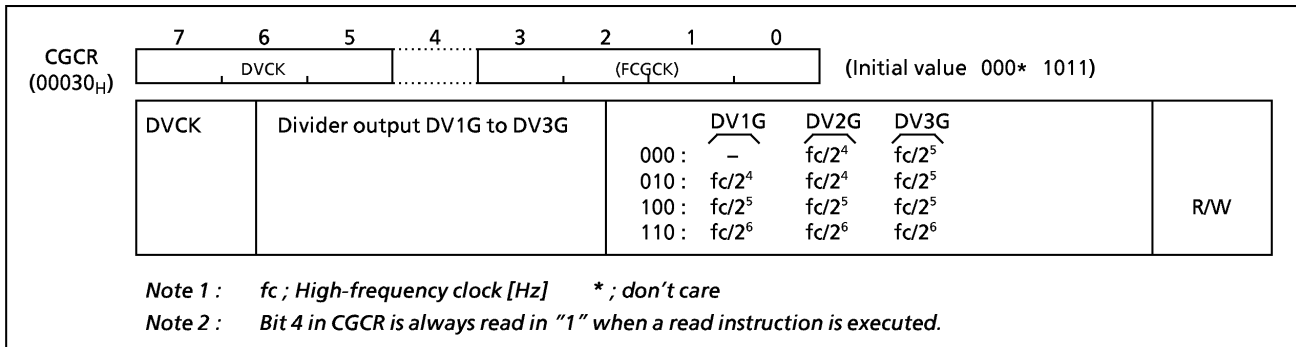 7 6 5 4 3 2 1 0
CGCR
(00030H)
DVCK (FCGCK) (Initial value 000* 1011)
DVCK Divider output DV1G to DV3G DV1G DV2G DV3G
000 : – fc/2⁴ fc/2⁵
010 : fc/2⁴ fc/2⁴ fc/2⁵
100 : fc/2⁵ fc/2⁵ fc/2⁵ R/W
110 : fc/2⁶ fc/2⁶ fc/2⁶
Note 1 : fc ; High-frequency clock [Hz] * ; don't care
Note 2 : Bit 4 in CGCR is always read in "1" when a read instruction is executed.